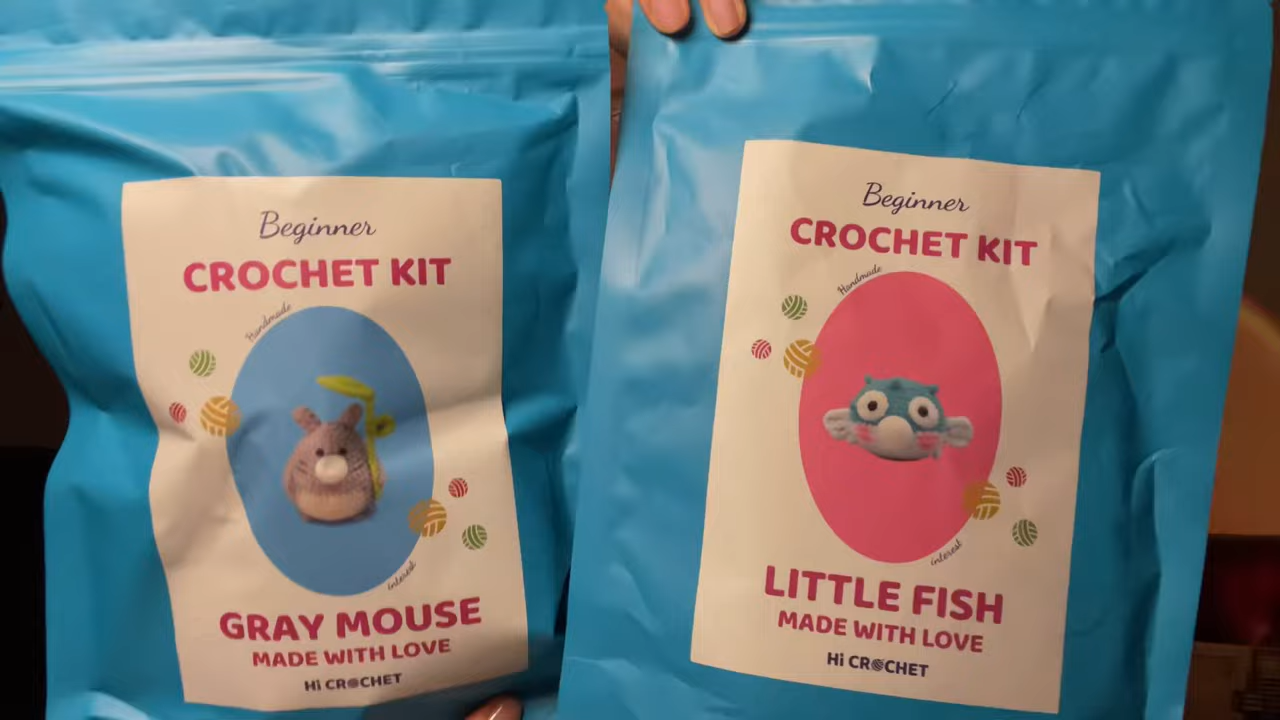 Beginner
CROCHET KIT
Handmade
interest
GRAY MOUSE
MADE WITH LOVE
Hi CROCHET
Beginner
CROCHET KIT
Handmade
interest
LITTLE FISH
MADE WITH LOVE
Hi CROCHET